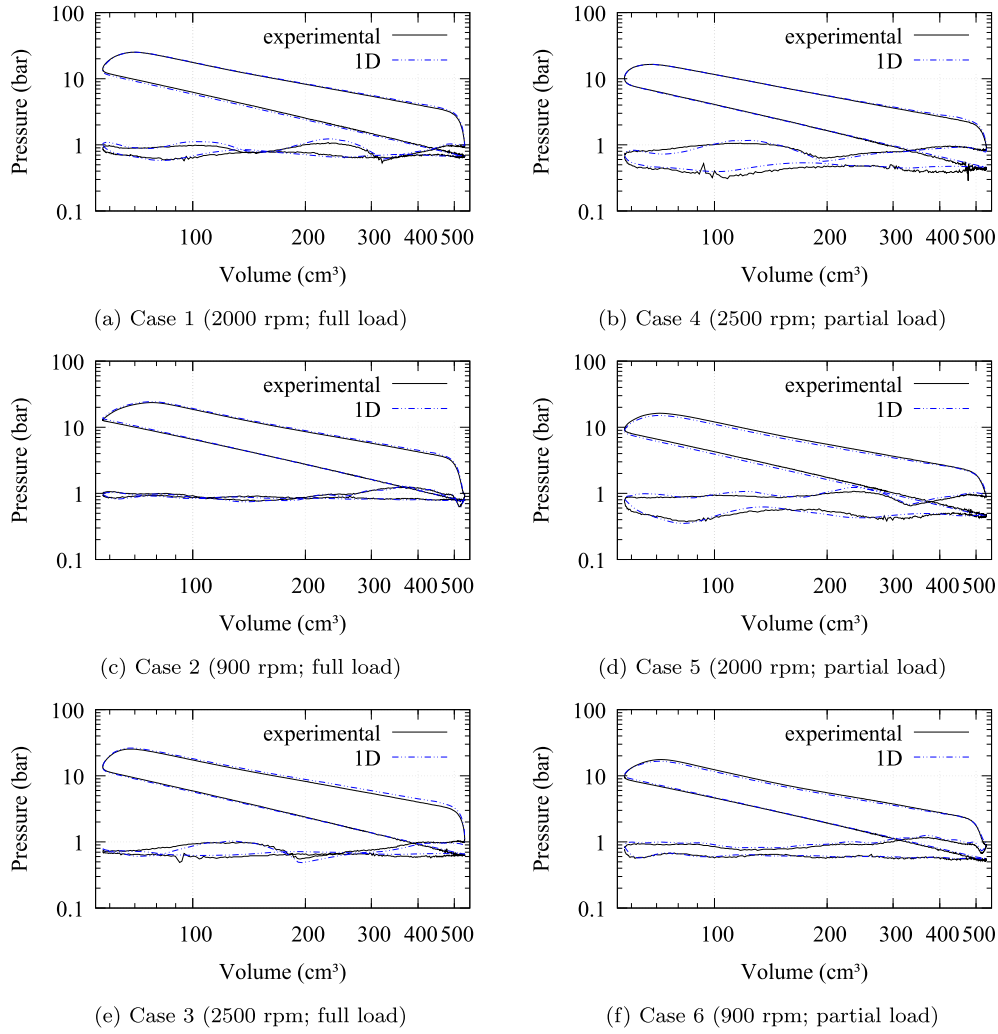 100
10
1
0.1
Pressure (bar)
experimental
1D
100
200
300
400
500
Volume (cm³)
(a) Case 1 (2000 rpm; full load)
100
10
1
0.1
Pressure (bar)
experimental
1D
100
200
300
400
500
Volume (cm³)
(b) Case 4 (2500 rpm; partial load)
100
10
1
0.1
Pressure (bar)
experimental
1D
100
200
300
400
500
Volume (cm³)
(c) Case 2 (900 rpm; full load)
100
10
1
0.1
Pressure (bar)
experimental
1D
100
200
300
400
500
Volume (cm³)
(d) Case 5 (2000 rpm; partial load)
100
10
1
0.1
Pressure (bar)
experimental
1D
100
200
300
400
500
Volume (cm³)
(e) Case 3 (2500 rpm; full load)
100
10
1
0.1
Pressure (bar)
experimental
1D
100
200
300
400
500
Volume (cm³)
(f) Case 6 (900 rpm; partial load)